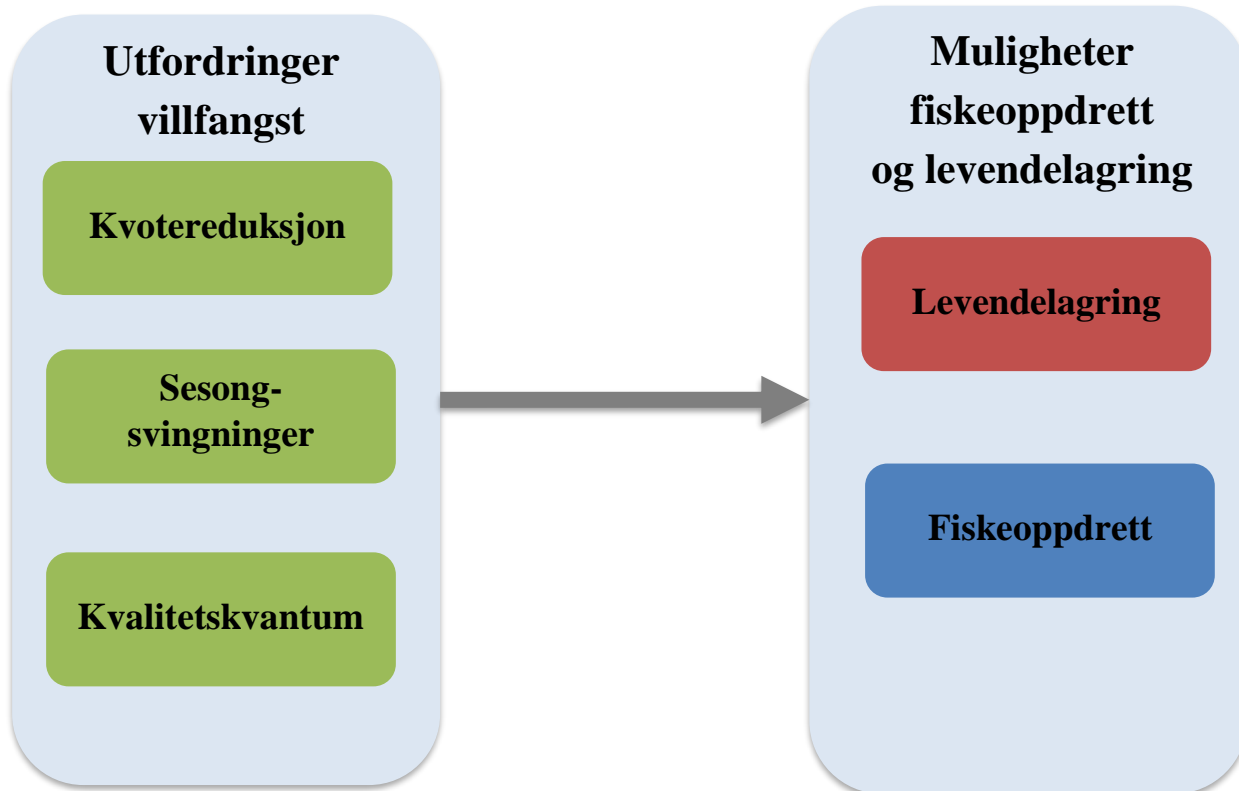 Utfordringer
villfangst
Kvotereduksjon
Sesong-
svingninger
Kvalitetskvantum
Muligheter
fiskeoppdrett
og levendelagring
Levendelagring
Fiskeoppdrett